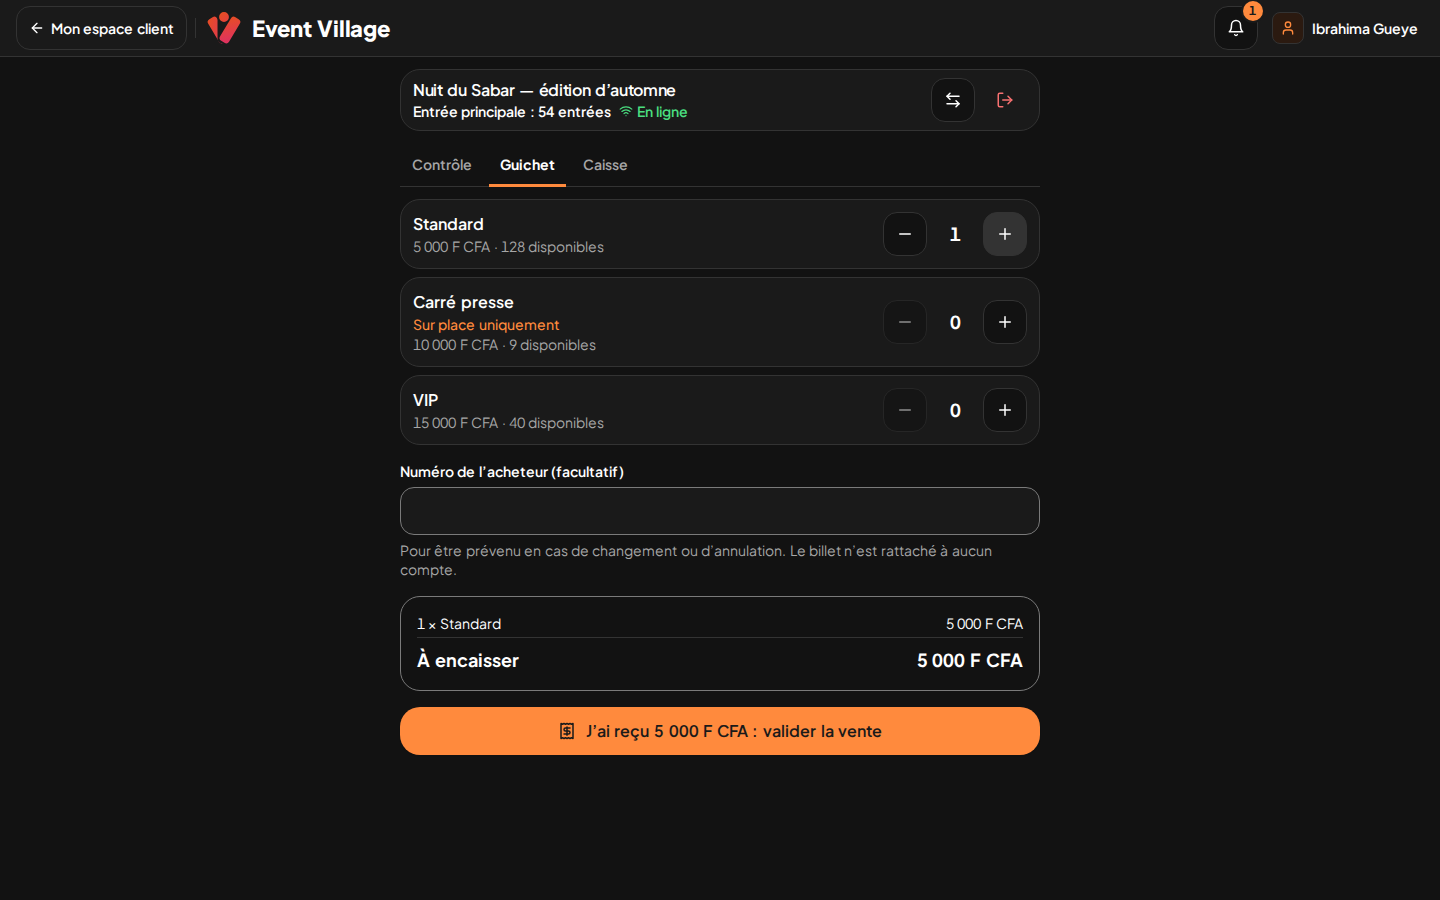 Mon espace client
Event Village
1
Ibrahima Gueye
Nuit du Sabar — édition d’automne
Entrée principale : 54 entrées En ligne
Contrôle Guichet Caisse
Standard
5 000 F CFA · 128 disponibles
1
Carré presse
Sur place uniquement
10 000 F CFA · 9 disponibles
0
VIP
15 000 F CFA · 40 disponibles
0
Numéro de l’acheteur (facultatif)
Pour être prévenu en cas de changement ou d’annulation. Le billet n’est rattaché à aucun
compte.
1 × Standard 5 000 F CFA
À encaisser 5 000 F CFA
J’ai reçu 5 000 F CFA : valider la vente